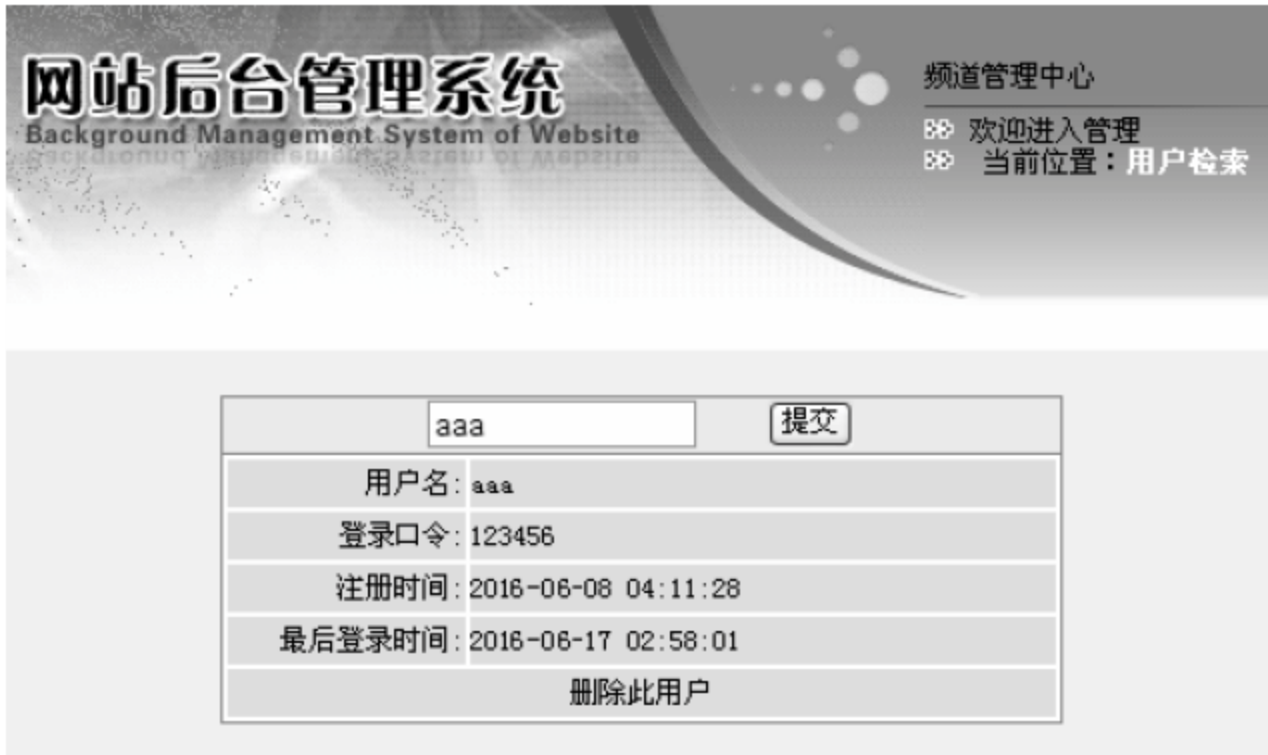 网站后台管理系统
Background Management System of Website
频道管理中心
欢迎进入管理
当前位置：用户检索
aaa 提交
用户名: aaa
登录口令: 123456
注册时间: 2016-06-08 04:11:28
最后登录时间: 2016-06-17 02:58:01
删除此用户